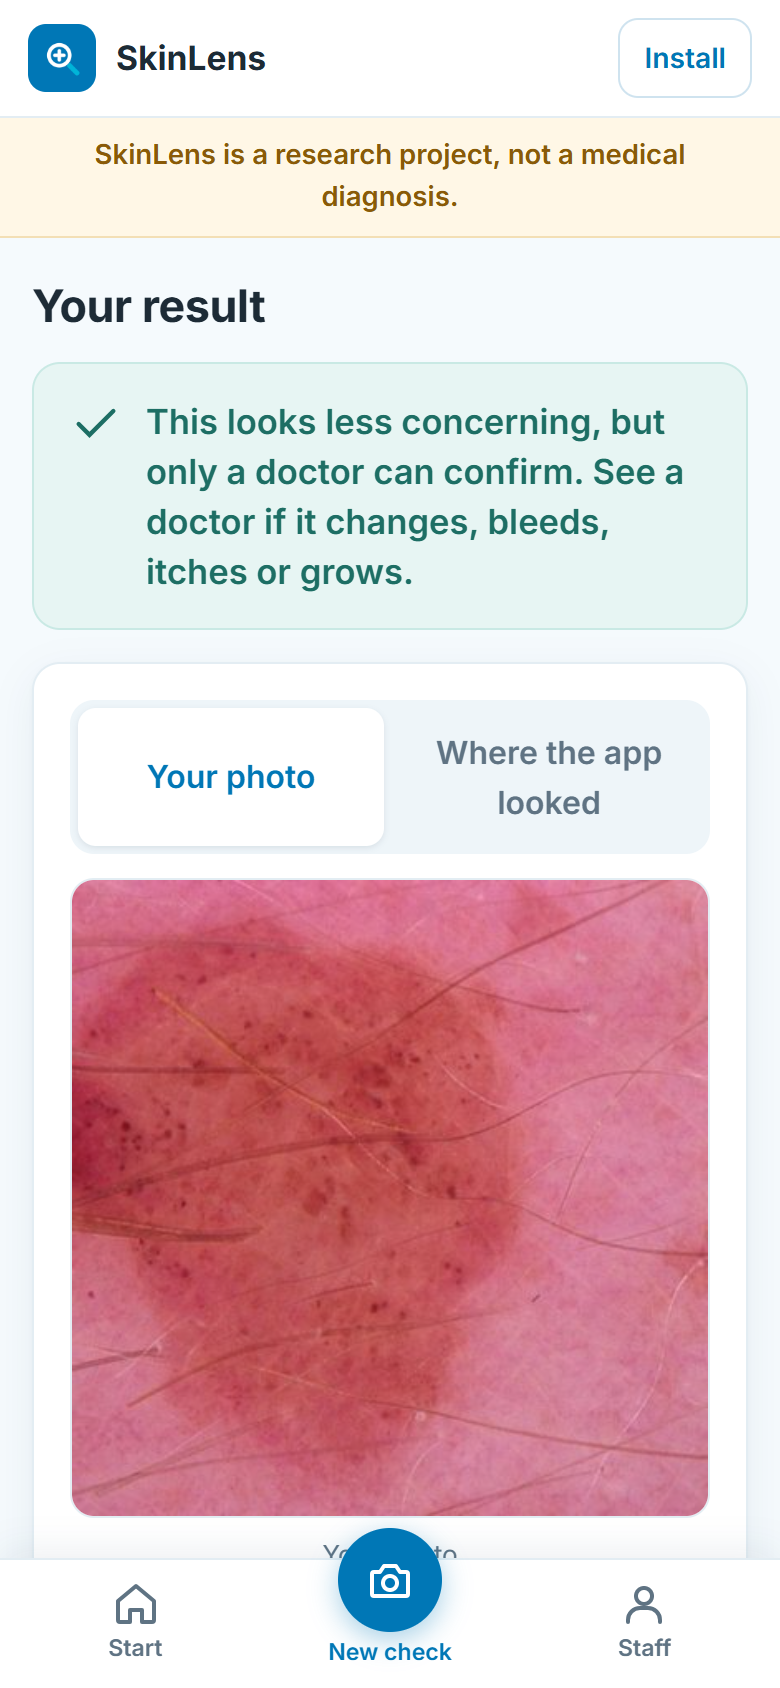 SkinLens
Install
SkinLens is a research project, not a medical
diagnosis.
Your result
This looks less concerning, but
only a doctor can confirm. See a
doctor if it changes, bleeds,
itches or grows.
Your photo
Where the app
looked
Start
New check
Staff